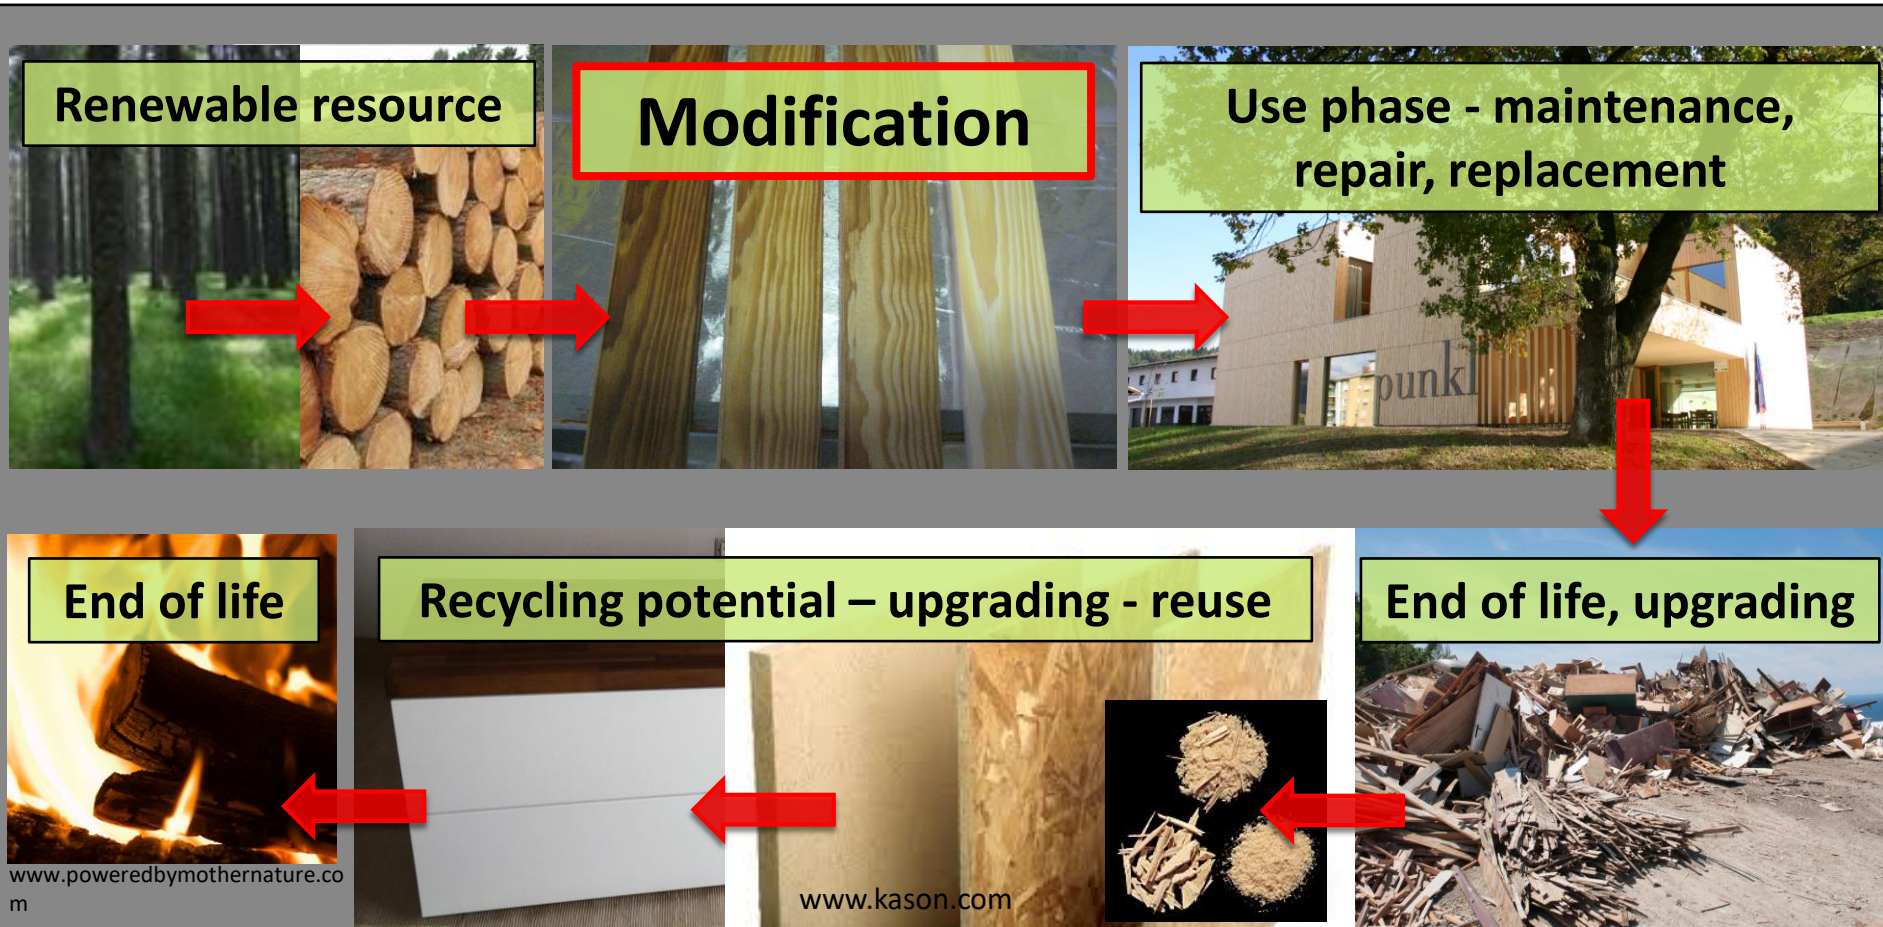 Renewable resource
Modification
Use phase - maintenance,
repair, replacement
punkl
End of life
Recycling potential – upgrading - reuse
End of life, upgrading
www.poweredbymothernature.co
m
www.kason.com